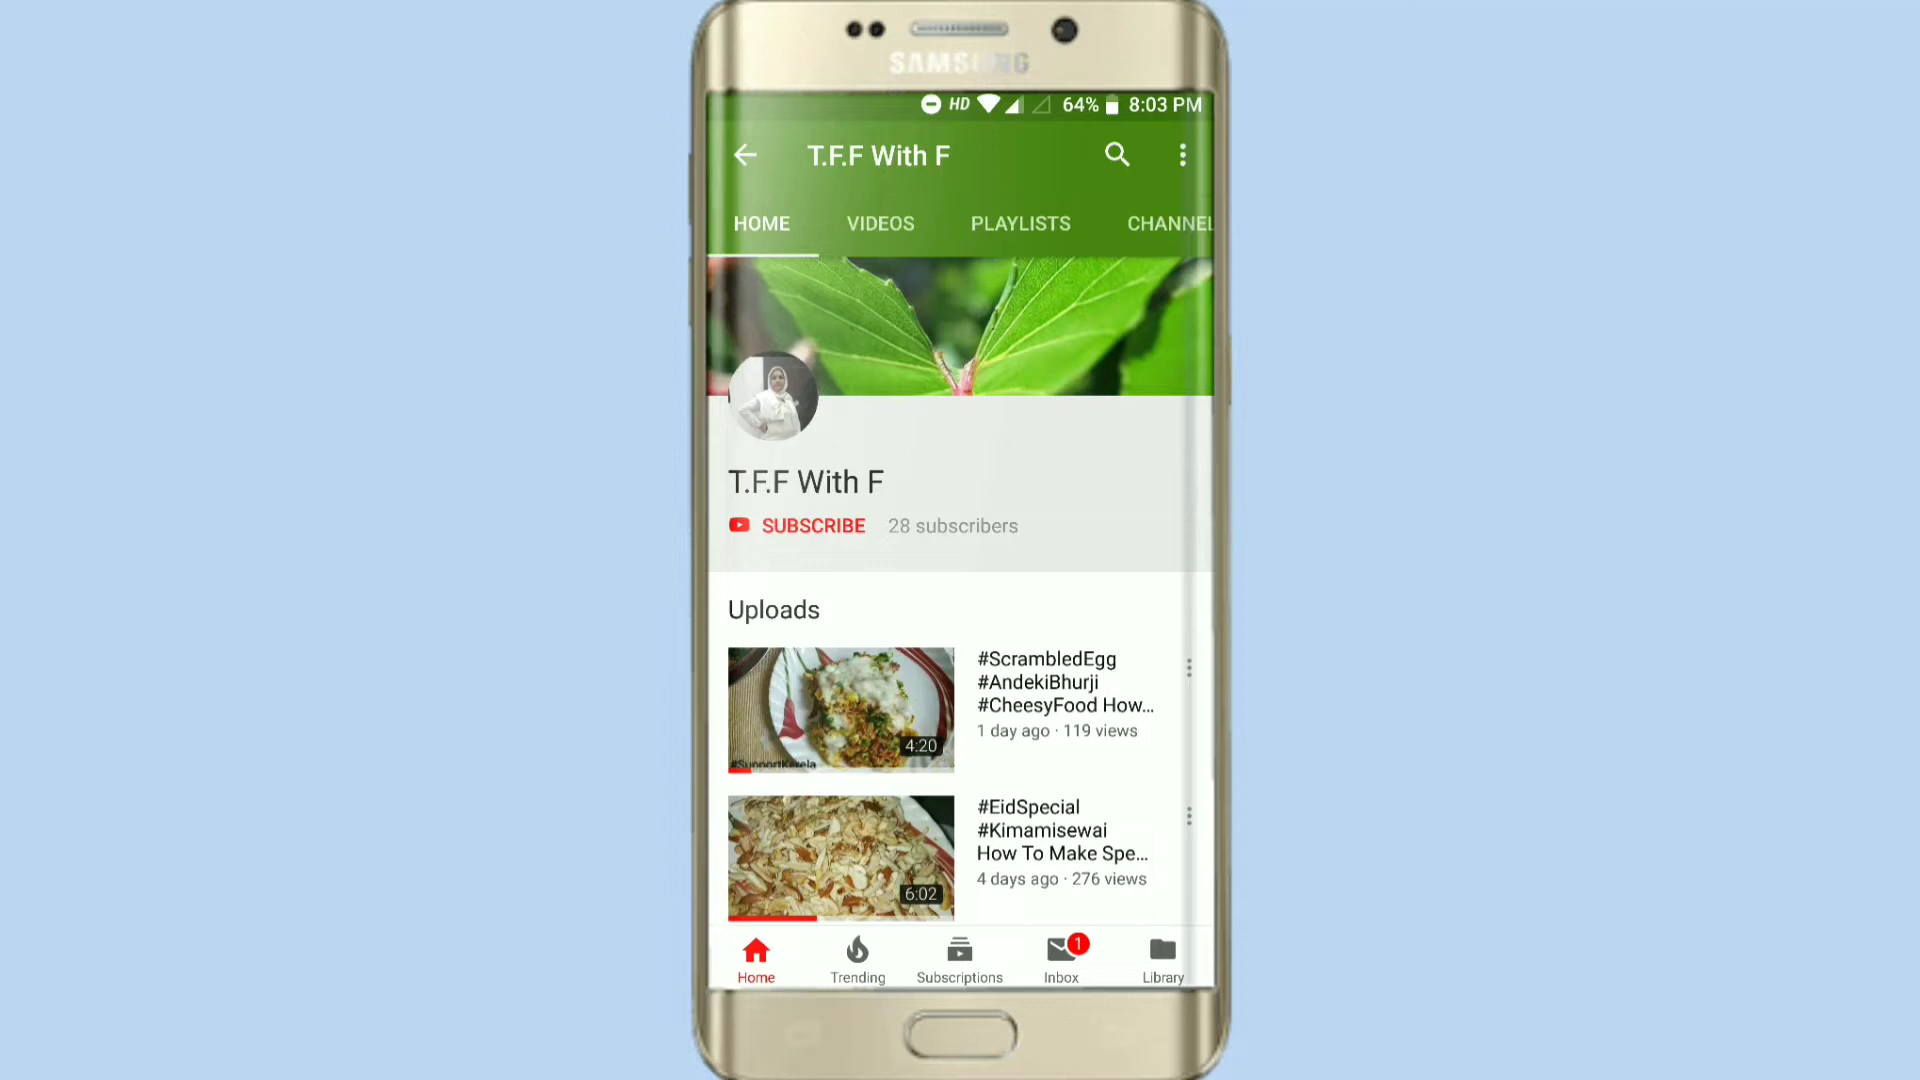 SAMSUNG
HD 64% 8:03 PM
T.F.F With F
HOME VIDEOS PLAYLISTS CHANNEL
T.F.F With F
SUBSCRIBE 28 subscribers
Uploads
#ScrambledEgg
#AndekiBhurji
#CheesyFood How...
1 day ago · 119 views
4:20
#SupportKerela
#EidSpecial
#Kimamisewai
How To Make Spe...
4 days ago · 276 views
6:02
1
Home Trending Subscriptions Inbox Library